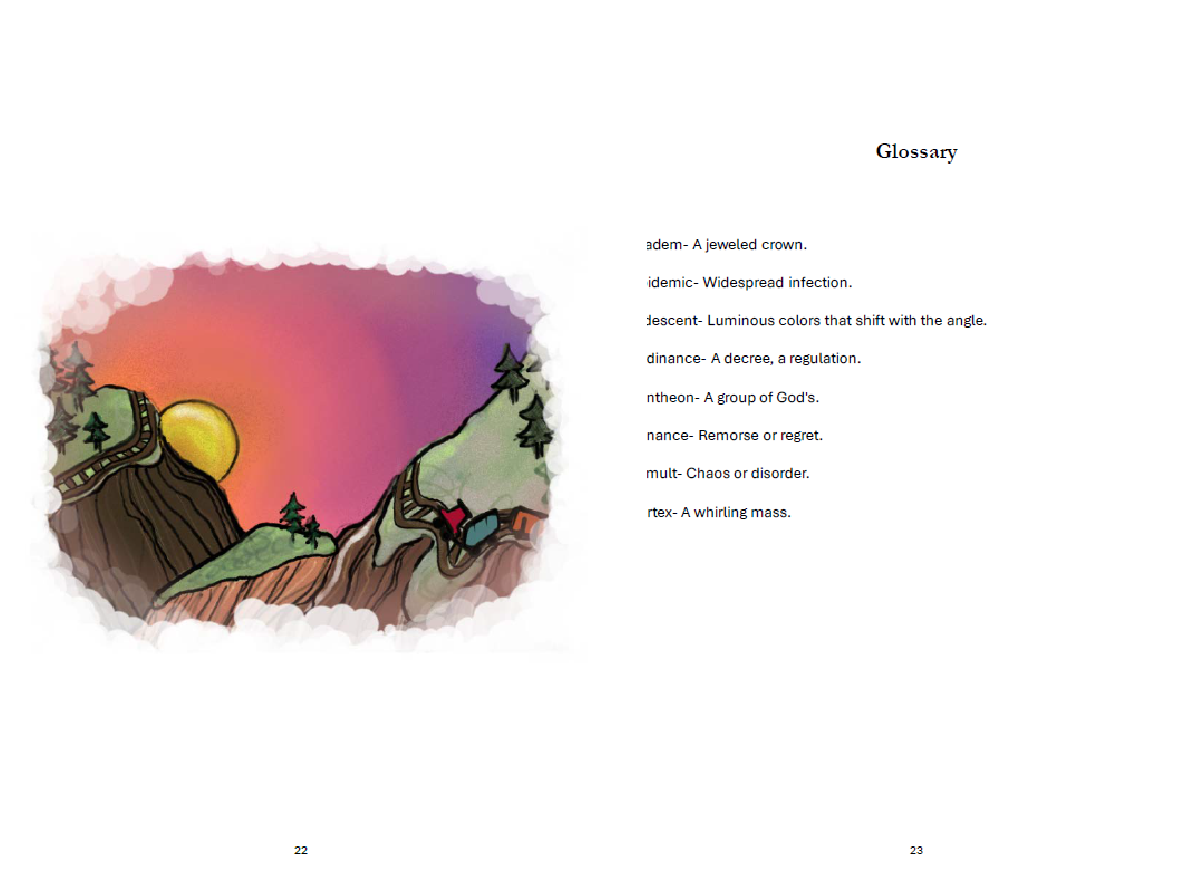 Glossary
adem- A jeweled crown.
idemic- Widespread infection.
descent- Luminous colors that shift with the angle.
dinance- A decree, a regulation.
ntheon- A group of God's.
nance- Remorse or regret.
mult- Chaos or disorder.
rtex- A whirling mass.
22
23